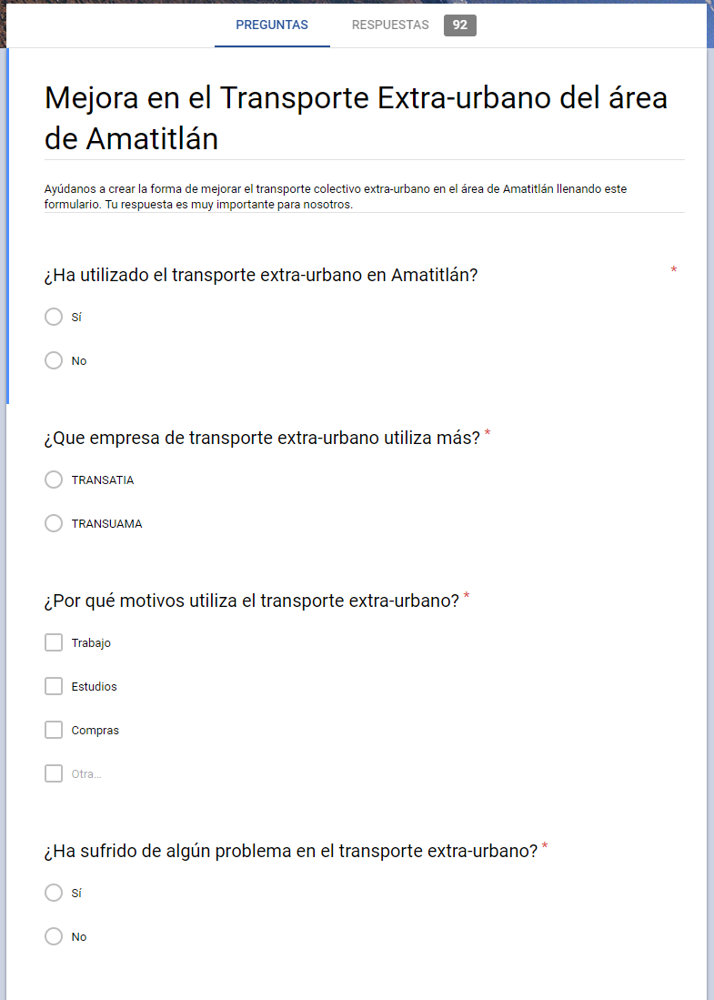 PREGUNTAS RESPUESTAS 92
Mejora en el Transporte Extra-urbano del área
de Amatitlán
Ayúdanos a crear la forma de mejorar el transporte colectivo extra-urbano en el área de Amatitlán llenando este
formulario. Tu respuesta es muy importante para nosotros.
¿Ha utilizado el transporte extra-urbano en Amatitlán? *
Sí
No
¿Que empresa de transporte extra-urbano utiliza más? *
TRANSATIA
TRANSUAMA
¿Por qué motivos utiliza el transporte extra-urbano? *
Trabajo
Estudios
Compras
Otra...
¿Ha sufrido de algún problema en el transporte extra-urbano? *
Sí
No